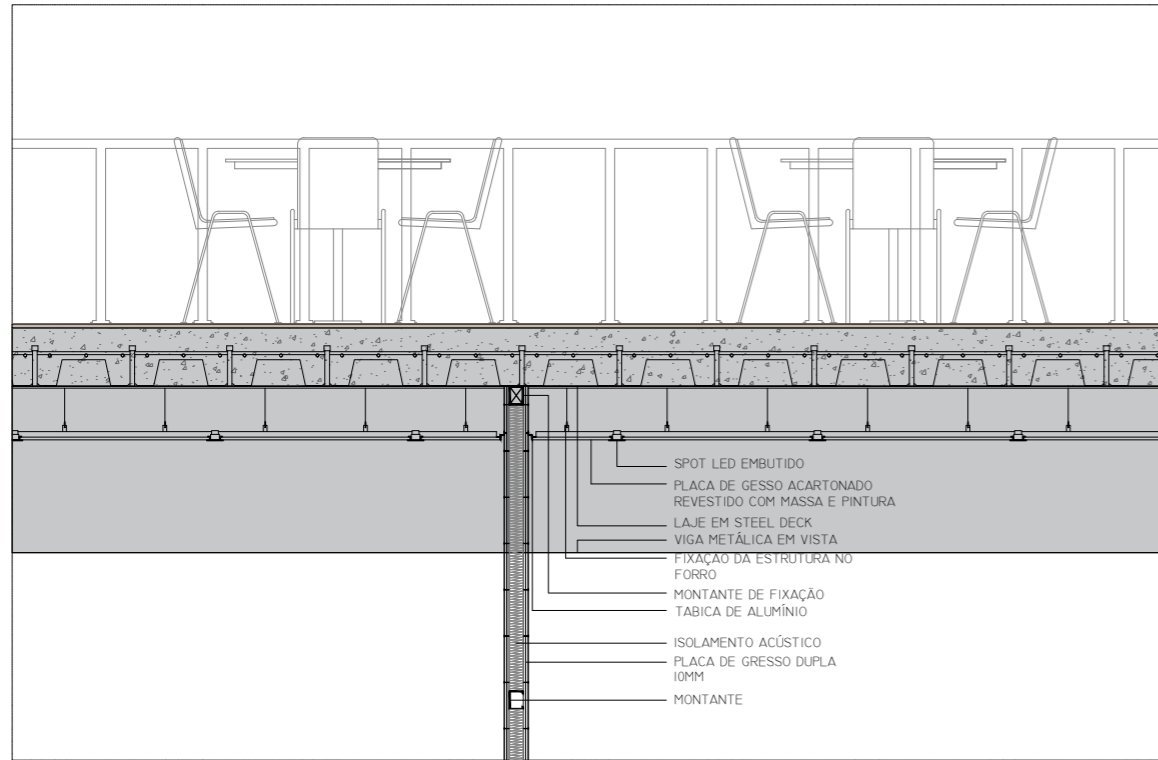 SPOT LED EMBUTIDO
PLACA DE GESSO ACARTONADO
REVESTIDO COM MASSA E PINTURA
LAJE EM STEEL DECK
VIGA METÁLICA EM VISTA
FIXAÇÃO DA ESTRUTURA NO
FORRO
MONTANTE DE FIXAÇÃO
TABICA DE ALUMÍNIO
ISOLAMENTO ACÚSTICO
PLACA DE GRESSO DUPLA
10MM
MONTANTE